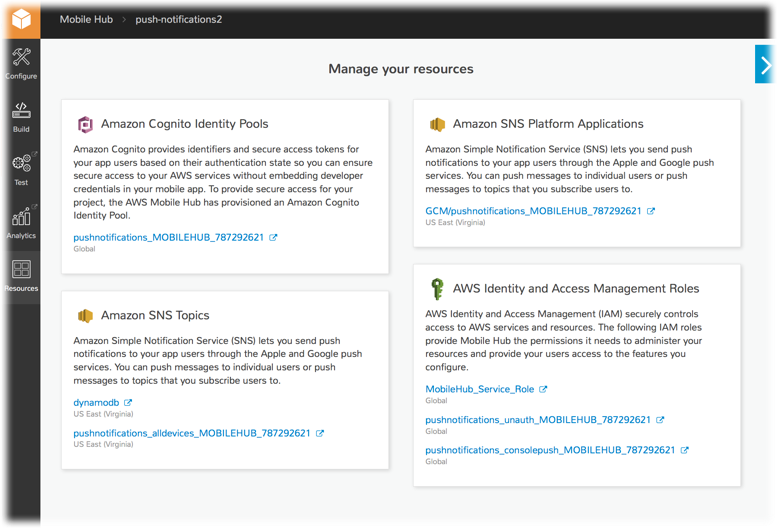 Mobile Hub > push-notifications2
Configure
Build
Test
Analytics
Resources
Manage your resources
Amazon Cognito Identity Pools
Amazon Cognito provides identifiers and secure access tokens for
your app users based on their authentication state so you can ensure
secure access to your AWS services without embedding developer
credentials in your mobile app. To provide secure access for your
project, the AWS Mobile Hub has provisioned an Amazon Cognito
Identity Pool.
pushnotifications_MOBILEHUB_787292621
Global
Amazon SNS Topics
Amazon Simple Notification Service (SNS) lets you send push
notifications to your app users through the Apple and Google push
services. You can push messages to individual users or push
messages to topics that you subscribe users to.
dynamodb
US East (Virginia)
pushnotifications_alldevices_MOBILEHUB_787292621
US East (Virginia)
Amazon SNS Platform Applications
Amazon Simple Notification Service (SNS) lets you send push
notifications to your app users through the Apple and Google push
services. You can push messages to individual users or push
messages to topics that you subscribe users to.
GCM/pushnotifications_MOBILEHUB_787292621
US East (Virginia)
AWS Identity and Access Management Roles
AWS Identity and Access Management (IAM) securely controls
access to AWS services and resources. The following IAM roles
provide Mobile Hub the permissions it needs to administer your
resources and provide your users access to the features you
configure.
MobileHub_Service_Role
Global
pushnotifications_unauth_MOBILEHUB_787292621
Global
pushnotifications_consolepush_MOBILEHUB_787292621
Global